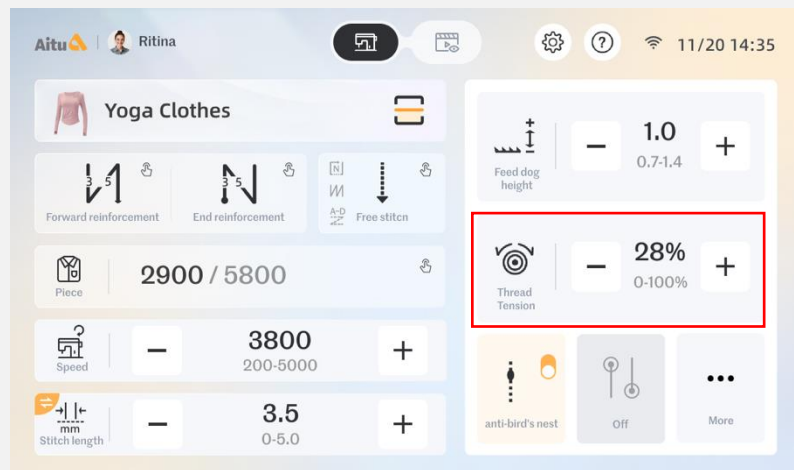 Aitu
Ritina
?
11/20 14:35
Yoga Clothes
3 5
Forward reinforcement
3 5
End reinforcement
N
A-D
Free stitcn
Piece
2900 / 5800
Speed
−
3800
200-5000
+
mm
Stitch length
−
3.5
0-5.0
+
+
Feed dog
height
−
1.0
0.7-1.4
+
Thread
Tension
−
28%
0-100%
+
anti-bird's nest
Off
•••
More